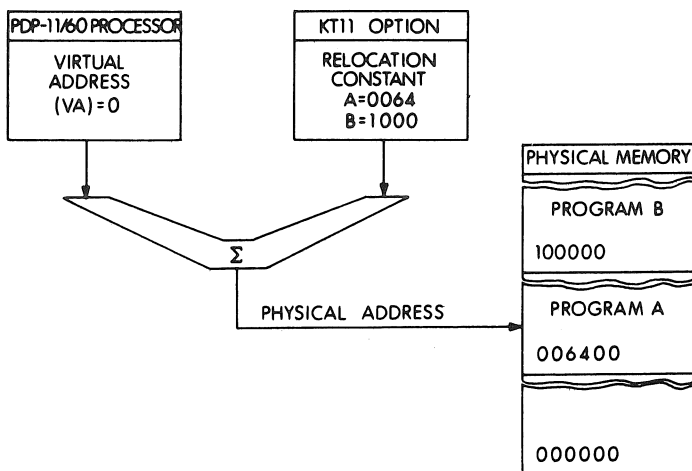 PDP-11/60 PROCESSOR
VIRTUAL
ADDRESS
(VA)=0
KT11 OPTION
RELOCATION
CONSTANT
A=0064
B=1000
Σ
PHYSICAL ADDRESS
PHYSICAL MEMORY
PROGRAM B
100000
PROGRAM A
006400
000000